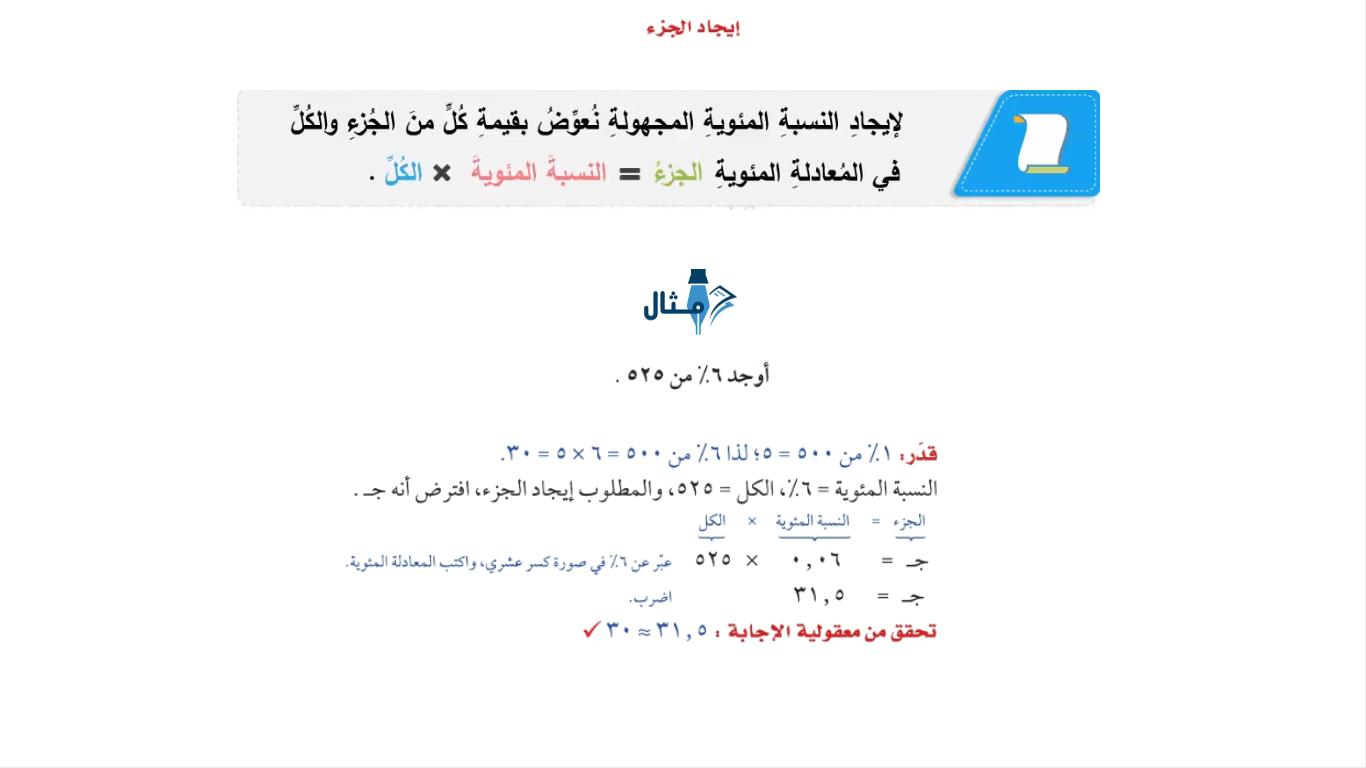 إيجاد الجزء
لإيجادِ النسبةِ المئويةِ المجهولةِ نُعوِّضُ بقيمةِ كُلٍّ منَ الجُزءِ والكُلِّ
في المُعادلةِ المئويةِ الجزءُ = النسبةَ المئويةَ × الكُلِّ .
مثال
أوجد ٦٪ من ٥٢٥ .
قدّر: ١٪ من ٥٠٠ = ٥؛ لذا ٦٪ من ٥٠٠ = ٦ × ٥ = ٣٠.
النسبة المئوية = ٦٪، الكل = ٥٢٥، والمطلوب إيجاد الجزء، افترض أنه جـ .
الجزء = النسبة المئوية × الكل
جـ = ٠,٠٦ × ٥٢٥ عبّر عن ٦٪ في صورة كسر عشري، واكتب المعادلة المئوية.
جـ = ٣١,٥ اضرب.
تحقق من معقولية الإجابة : ٣١,٥ ≈ ٣٠ ✓